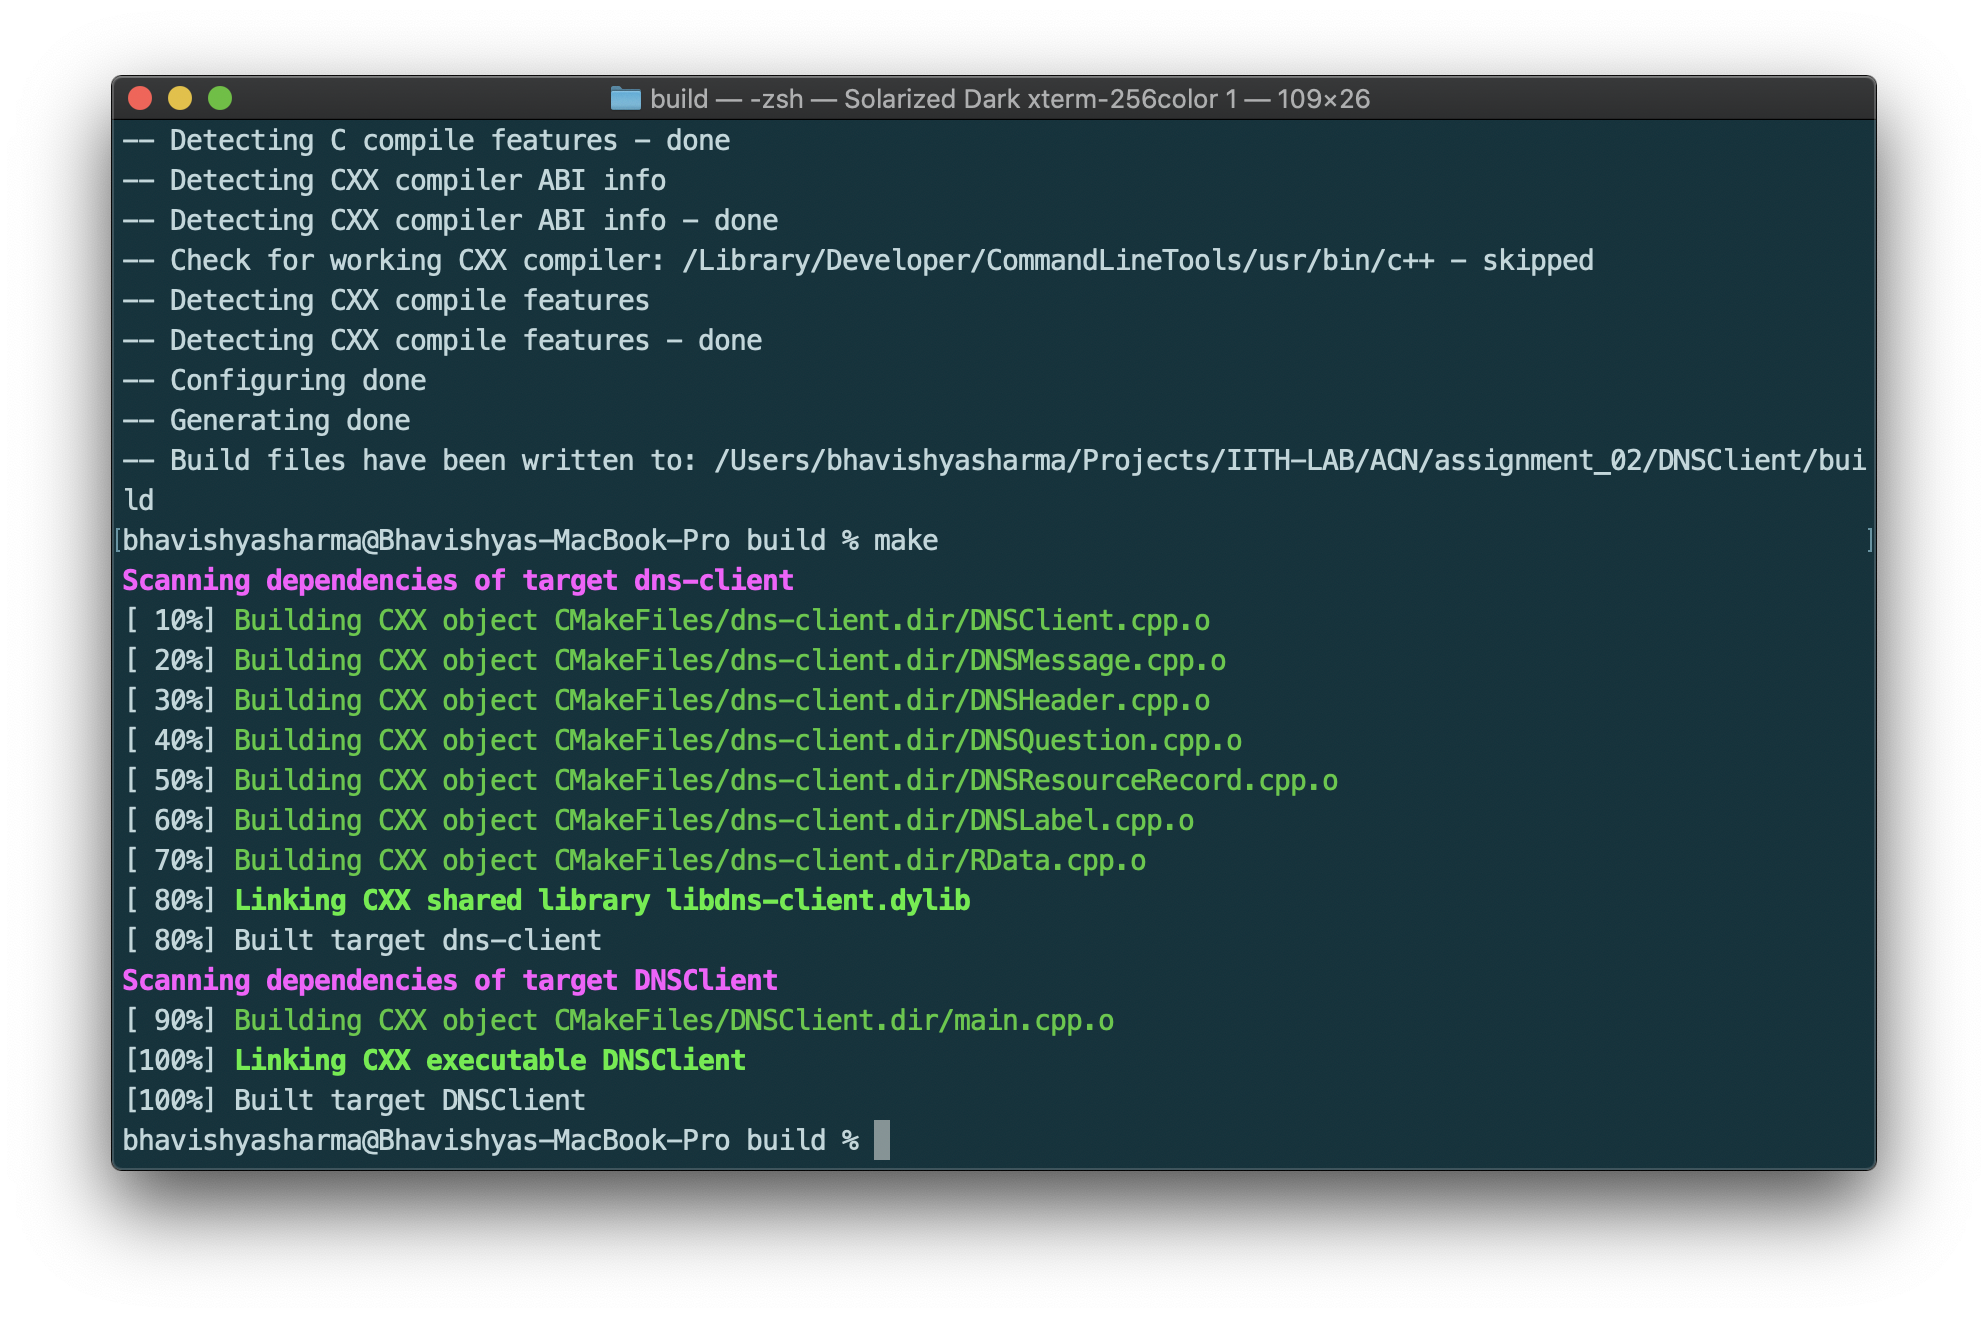 build — -zsh — Solarized Dark xterm-256color 1 — 109×26
-- Detecting C compile features - done
-- Detecting CXX compiler ABI info
-- Detecting CXX compiler ABI info - done
-- Check for working CXX compiler: /Library/Developer/CommandLineTools/usr/bin/c++ - skipped
-- Detecting CXX compile features
-- Detecting CXX compile features - done
-- Configuring done
-- Generating done
-- Build files have been written to: /Users/bhavishyasharma/Projects/IITH-LAB/ACN/assignment_02/DNSClient/bui
ld
[bhavishyasharma@Bhavishyas-MacBook-Pro build % make ]
Scanning dependencies of target dns-client
[ 10%] Building CXX object CMakeFiles/dns-client.dir/DNSClient.cpp.o
[ 20%] Building CXX object CMakeFiles/dns-client.dir/DNSMessage.cpp.o
[ 30%] Building CXX object CMakeFiles/dns-client.dir/DNSHeader.cpp.o
[ 40%] Building CXX object CMakeFiles/dns-client.dir/DNSQuestion.cpp.o
[ 50%] Building CXX object CMakeFiles/dns-client.dir/DNSResourceRecord.cpp.o
[ 60%] Building CXX object CMakeFiles/dns-client.dir/DNSLabel.cpp.o
[ 70%] Building CXX object CMakeFiles/dns-client.dir/RData.cpp.o
[ 80%] Linking CXX shared library libdns-client.dylib
[ 80%] Built target dns-client
Scanning dependencies of target DNSClient
[ 90%] Building CXX object CMakeFiles/DNSClient.dir/main.cpp.o
[100%] Linking CXX executable DNSClient
[100%] Built target DNSClient
bhavishyasharma@Bhavishyas-MacBook-Pro build %